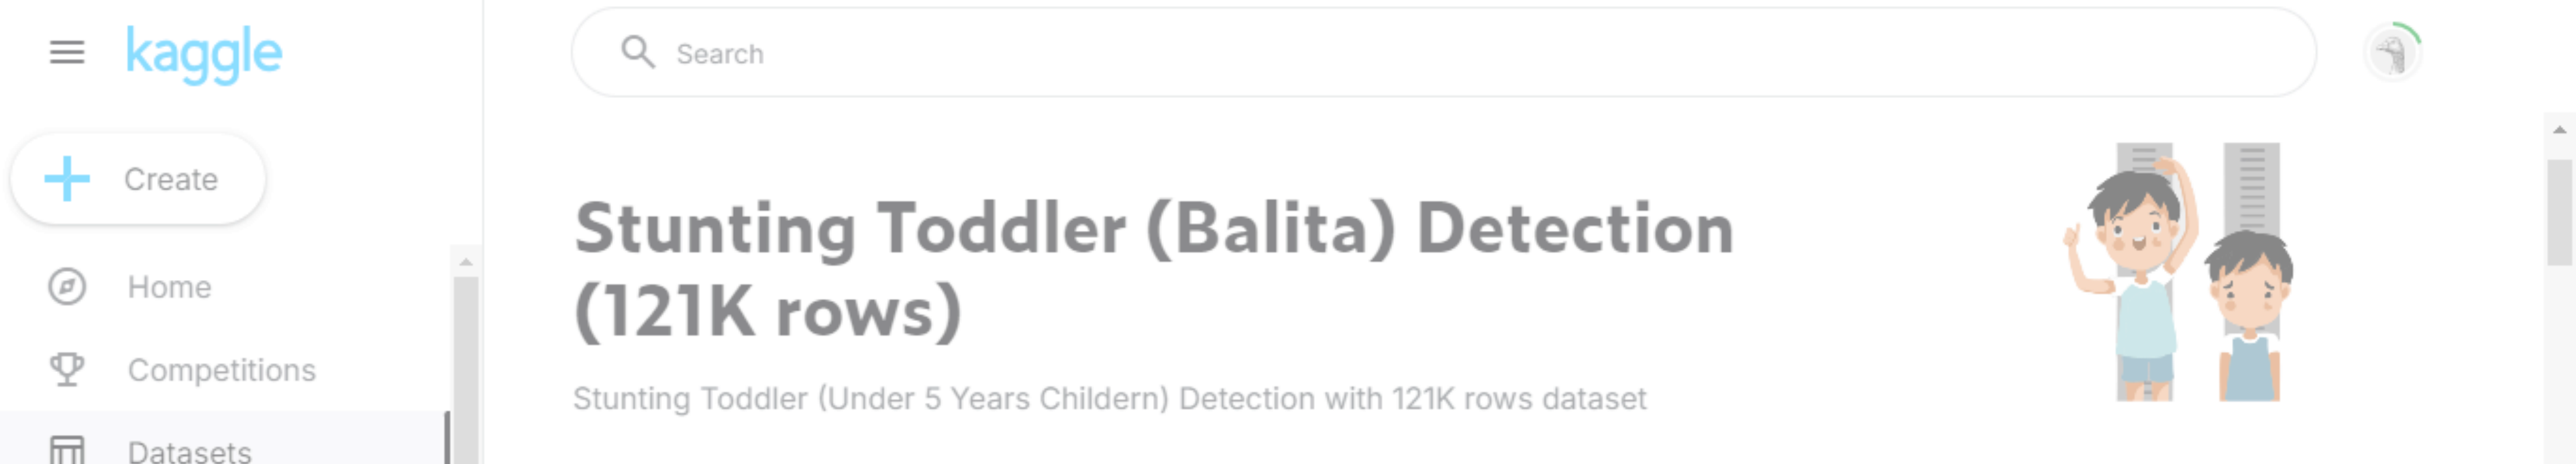 kaggle
Search
Create
Stunting Toddler (Balita) Detection
(121K rows)
Home
Competitions
Stunting Toddler (Under 5 Years Childern) Detection with 121K rows dataset
Datasets